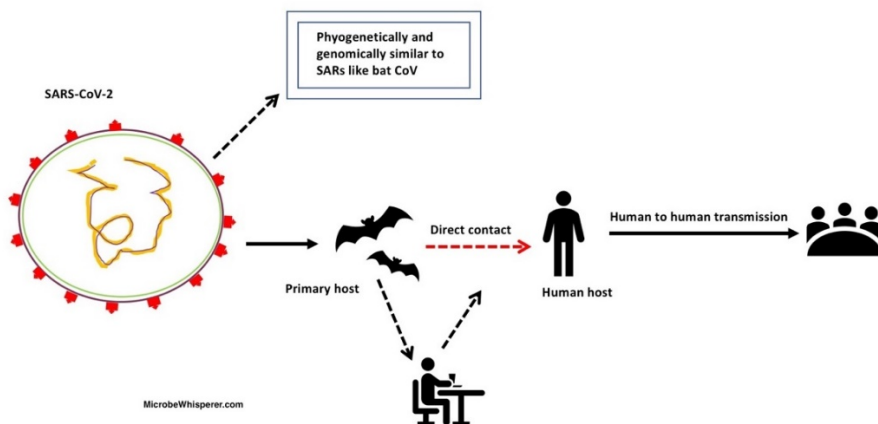 Phyogenetically and
genomically similar to
SARs like bat CoV
SARS-CoV-2
Direct contact
Human to human transmission
Primary host
Human host
MicrobeWhisperer.com